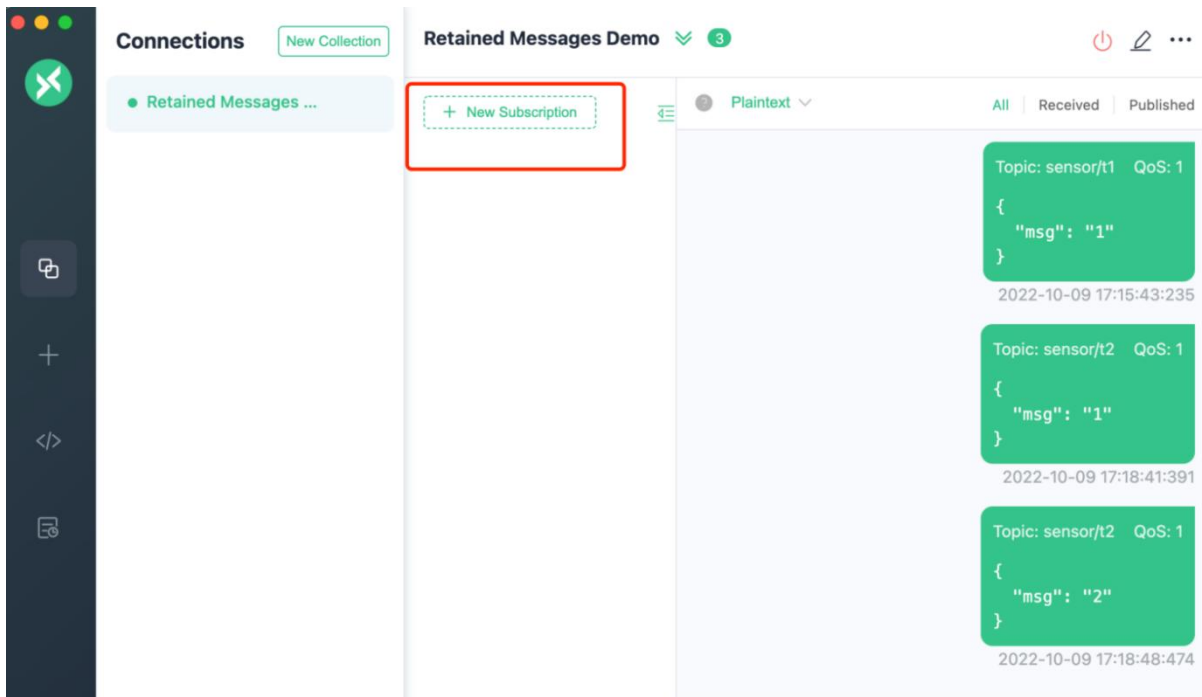 Connections
New Collection
Retained Messages ...
Retained Messages Demo 3
+ New Subscription
Plaintext
All Received Published
Topic: sensor/t1 QoS: 1
{
"msg": "1"
}
2022-10-09 17:15:43:235
Topic: sensor/t2 QoS: 1
{
"msg": "1"
}
2022-10-09 17:18:41:391
Topic: sensor/t2 QoS: 1
{
"msg": "2"
}
2022-10-09 17:18:48:474